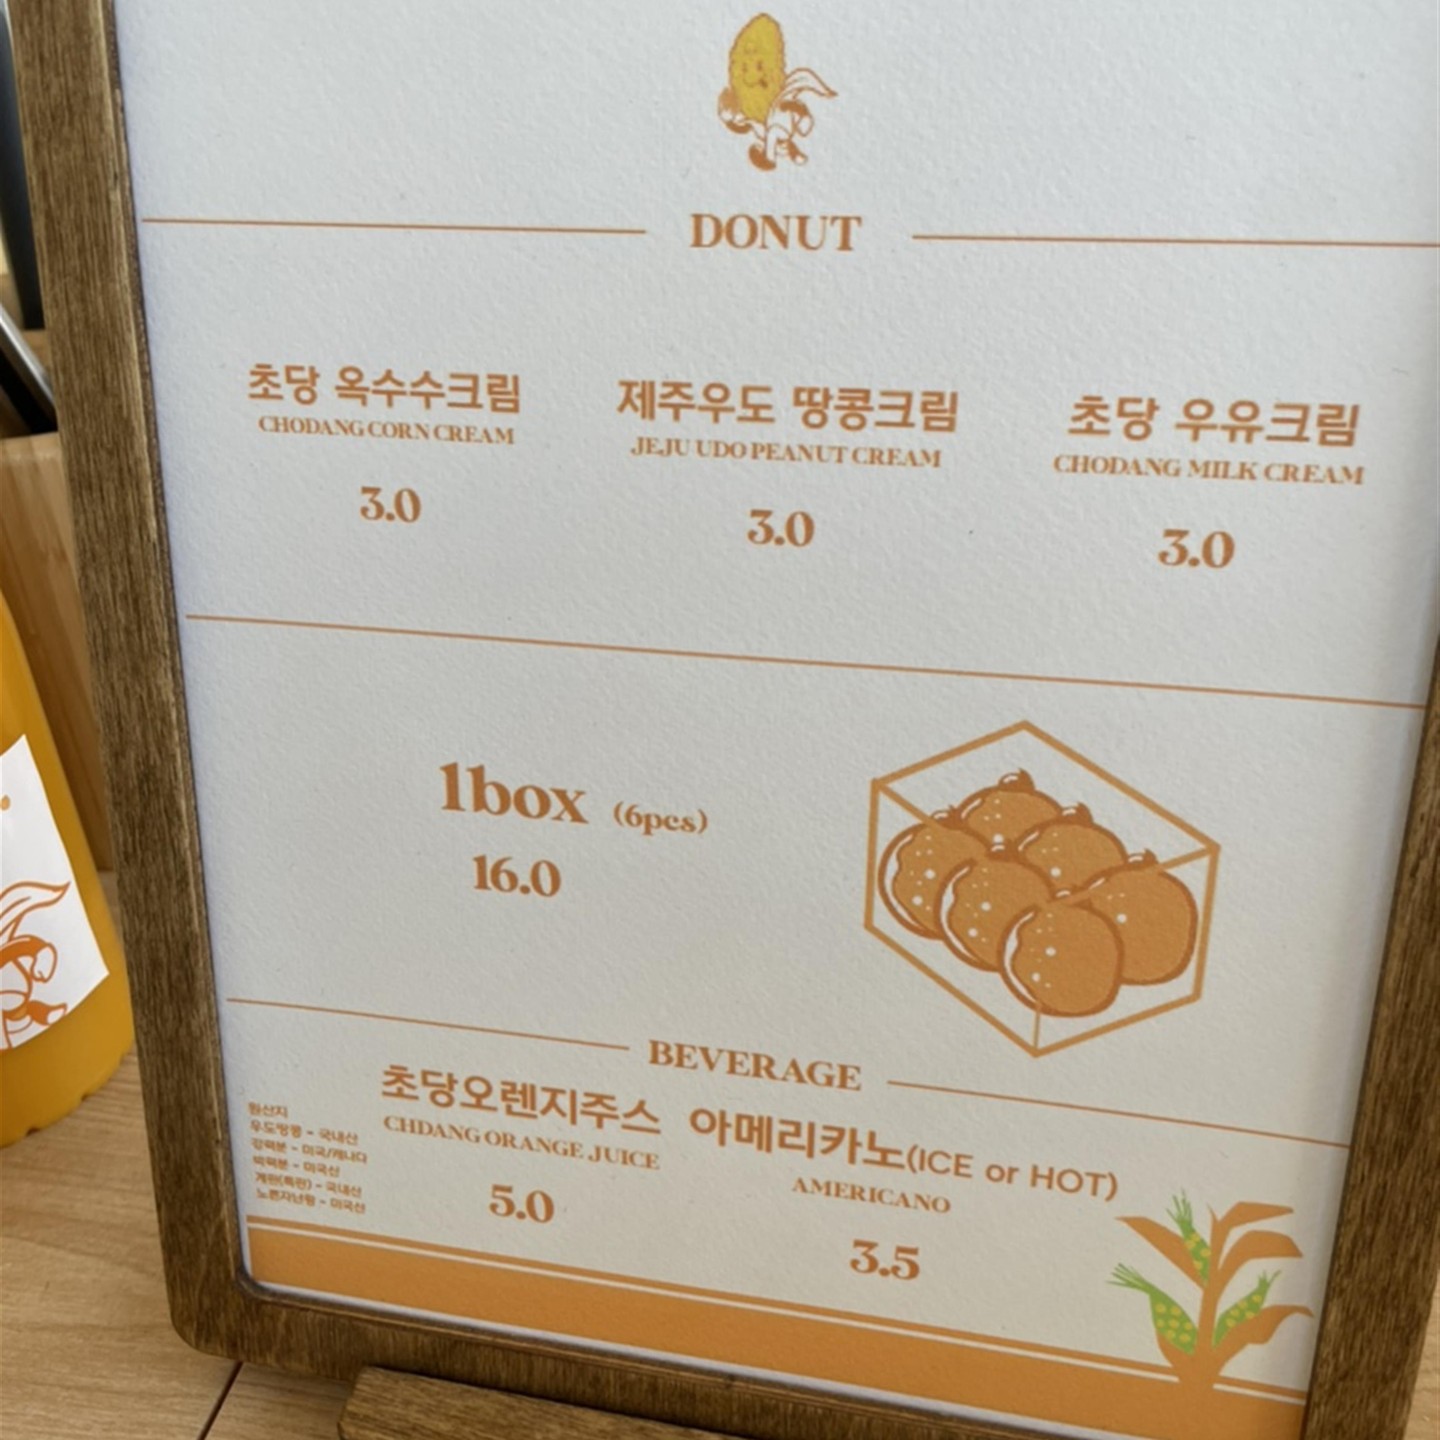 DONUT
초당 옥수수크림
CHODANG CORN CREAM
3.0
제주우도 땅콩크림
JEJU UDO PEANUT CREAM
3.0
초당 우유크림
CHODANG MILK CREAM
3.0
1box (6pcs)
16.0
BEVERAGE
초당오렌지주스
CHDANG ORANGE JUICE
5.0
아메리카노(ICE or HOT)
AMERICANO
3.5
원산지
우도땅콩 - 국내산
강력분 - 미국/캐나다
박력분 - 미국산
계란(특란) - 국내산
노른자난황 - 미국산